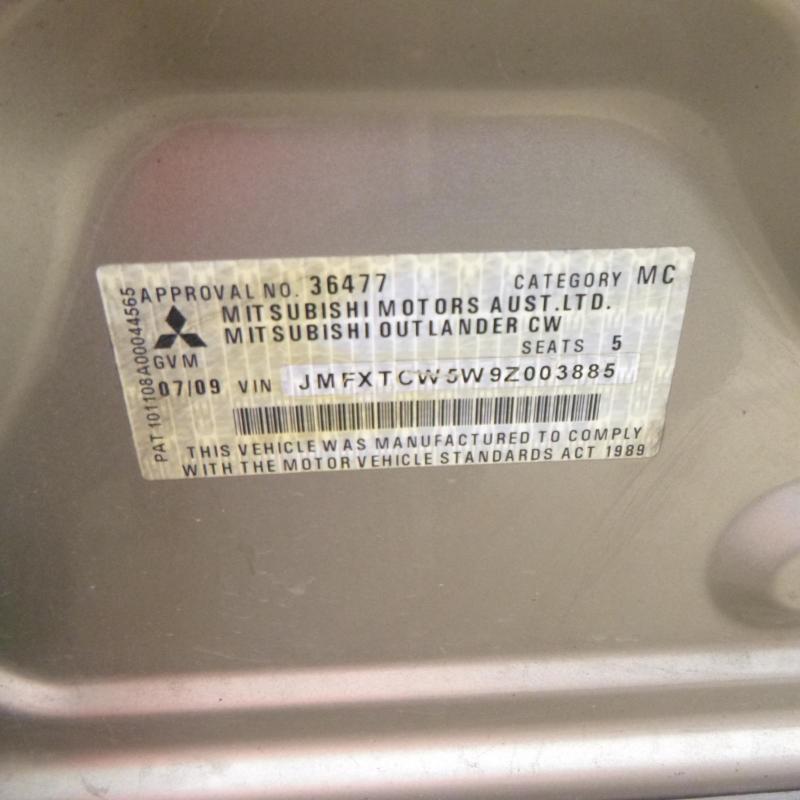 APPROVAL NO. 36477 CATEGORY MC
MITSUBISHI MOTORS AUST.LTD.
MITSUBISHI OUTLANDER CW
GVM SEATS 5
07/09 VIN JMFXTCW5W9Z003885
THIS VEHICLE WAS MANUFACTURED TO COMPLY
WITH THE MOTOR VEHICLE STANDARDS ACT 1989
PAT 101108A00044565